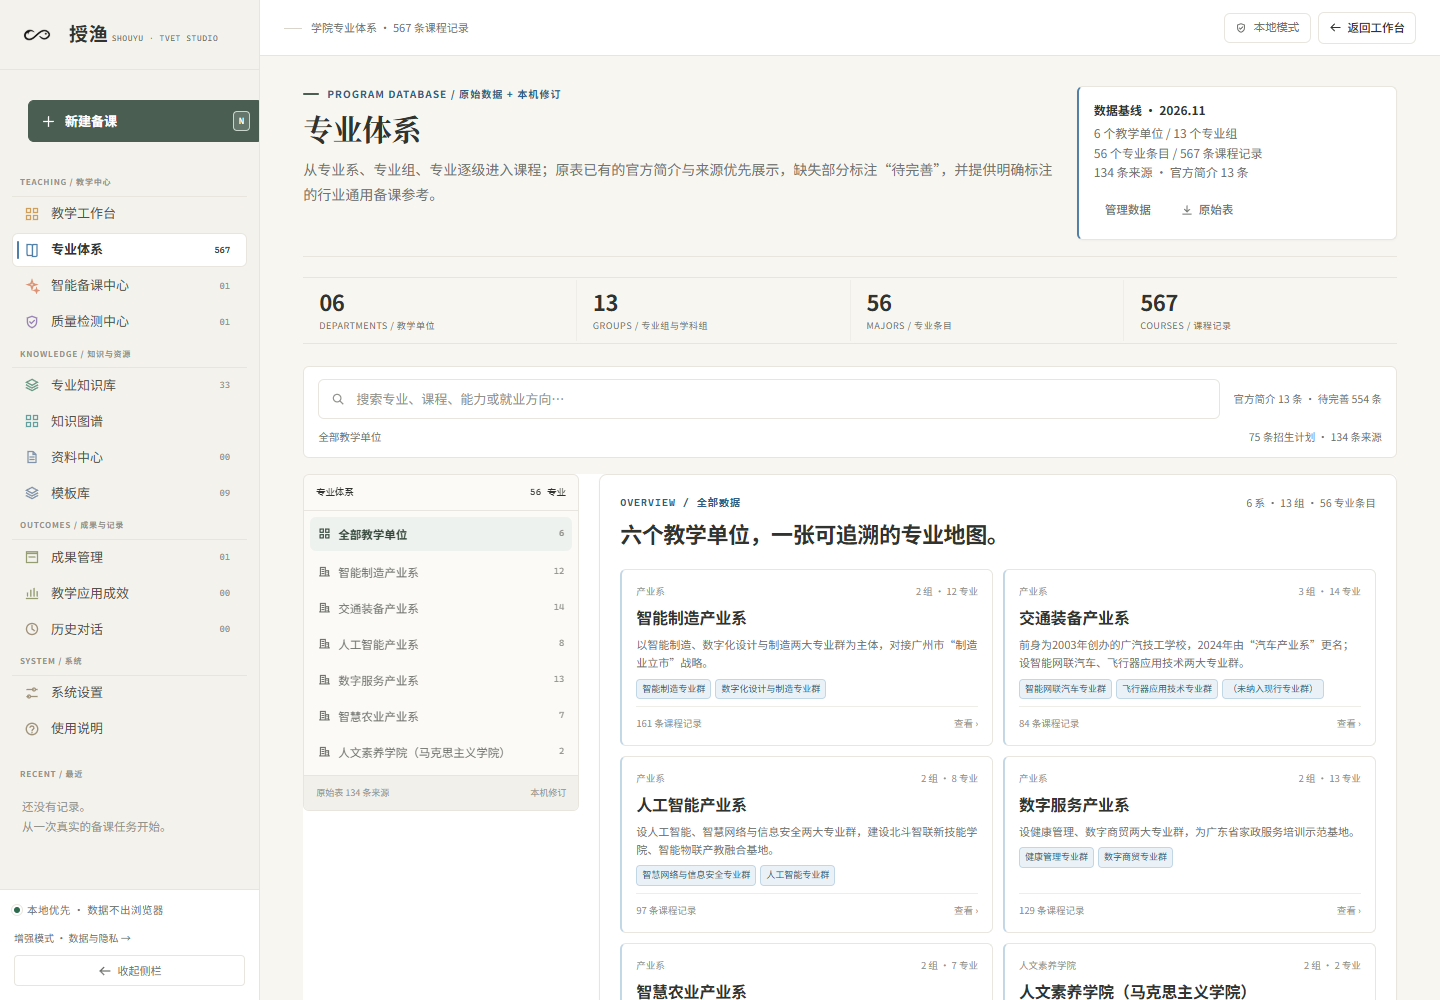 授渔 SHOUYU · TVET STUDIO
新建备课 N
TEACHING / 教学中心
教学工作台
专业体系 567
智能备课中心 01
质量检测中心 01
KNOWLEDGE / 知识与资源
专业知识库 33
知识图谱
资料中心 00
模板库 09
OUTCOMES / 成果与记录
成果管理 01
教学应用成效 00
历史对话 00
SYSTEM / 系统
系统设置
使用说明
RECENT / 最近
还没有记录。
从一次真实的备课任务开始。
本地优先 · 数据不出浏览器
增强模式 · 数据与隐私 →
← 收起侧栏
学院专业体系 · 567 条课程记录
本地模式
← 返回工作台
PROGRAM DATABASE / 原始数据 + 本机修订
专业体系
从专业系、专业组、专业逐级进入课程；原表已有的官方简介与来源优先展示，缺失部分标注“待完善”，并提供明确标注
的行业通用备课参考。
数据基线 · 2026.11
6 个教学单位 / 13 个专业组
56 个专业条目 / 567 条课程记录
134 条来源 · 官方简介 13 条
管理数据 原始表
06
DEPARTMENTS / 教学单位
13
GROUPS / 专业组与学科组
56
MAJORS / 专业条目
567
COURSES / 课程记录
搜索专业、课程、能力或就业方向…
官方简介 13 条 · 待完善 554 条
全部教学单位
75 条招生计划 · 134 条来源
专业体系 56 专业
全部教学单位 6
智能制造产业系 12
交通装备产业系 14
人工智能产业系 8
数字服务产业系 13
智慧农业产业系 7
人文素养学院（马克思主义学院） 2
原始表 134 条来源 本机修订
OVERVIEW / 全部数据
6 系 · 13 组 · 56 专业条目
六个教学单位，一张可追溯的专业地图。
产业系 2 组 · 12 专业
智能制造产业系
以智能制造、数字化设计与制造两大专业群为主体，对接广州市“制造
业立市”战略。
智能制造专业群 数字化设计与制造专业群
161 条课程记录 查看 ›
产业系 3 组 · 14 专业
交通装备产业系
前身为2003年创办的广汽技工学校，2024年由“汽车产业系”更名；
设智能网联汽车、飞行器应用技术两大专业群。
智能网联汽车专业群 飞行器应用技术专业群 （未纳入现行专业群）
84 条课程记录 查看 ›
产业系 2 组 · 8 专业
人工智能产业系
设人工智能、智慧网络与信息安全两大专业群，建设北斗智联新技能学
院、智能物联产教融合基地。
智慧网络与信息安全专业群 人工智能专业群
97 条课程记录 查看 ›
产业系 2 组 · 13 专业
数字服务产业系
设健康管理、数字商贸两大专业群，为广东省家政服务培训示范基地。
健康管理专业群 数字商贸专业群
129 条课程记录 查看 ›
产业系 2 组 · 7 专业
智慧农业产业系
人文素养学院 2 组 · 2 专业
人文素养学院（马克思主义学院）